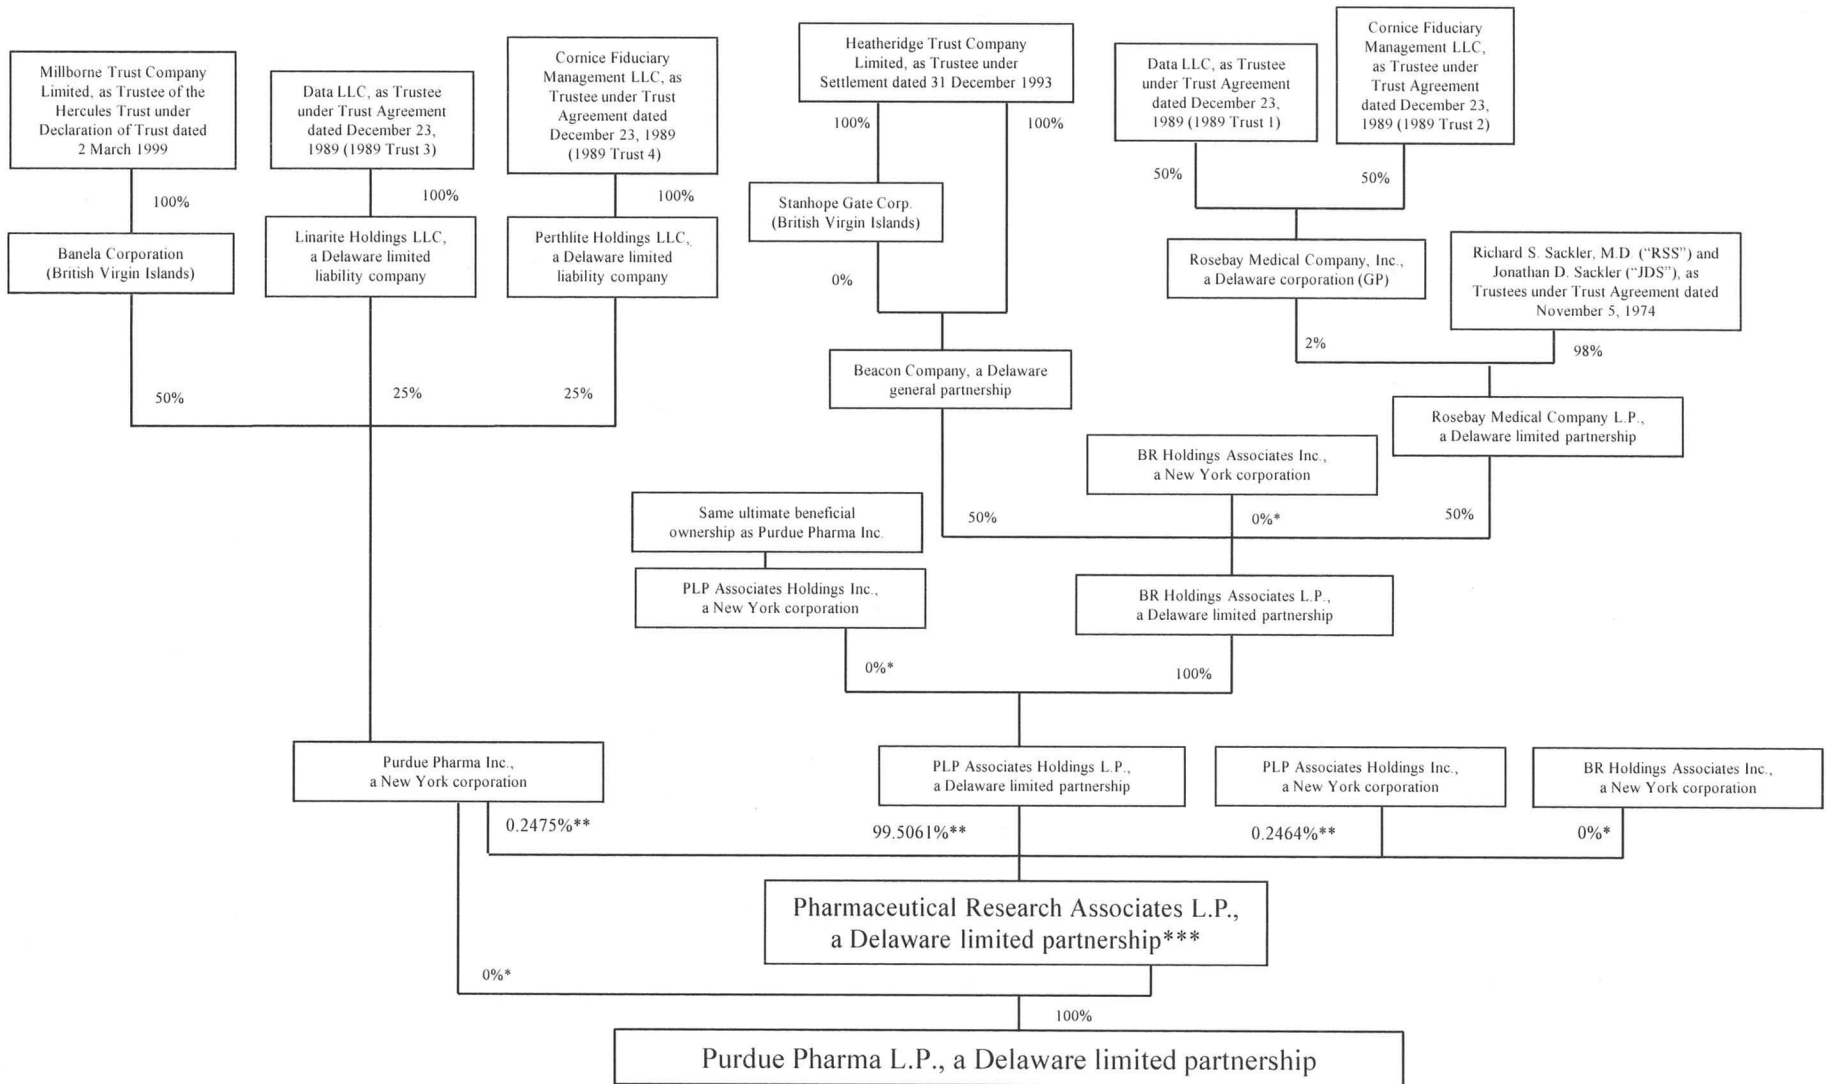 Millborne Trust Company
Limited, as Trustee of the
Hercules Trust under
Declaration of Trust dated
2 March 1999
Data LLC, as Trustee
under Trust Agreement
dated December 23,
1989 (1989 Trust 3)
Cornice Fiduciary
Management LLC, as
Trustee under Trust
Agreement dated
December 23, 1989
(1989 Trust 4)
Heatheridge Trust Company
Limited, as Trustee under
Settlement dated 31 December 1993
Data LLC, as Trustee
under Trust Agreement
dated December 23,
1989 (1989 Trust 1)
Cornice Fiduciary
Management LLC,
as Trustee under
Trust Agreement
dated December 23,
1989 (1989 Trust 2)
100%
100%
100%
100%
100%
50%
50%
Banela Corporation
(British Virgin Islands)
Linarite Holdings LLC,
a Delaware limited
liability company
Perthlite Holdings LLC,
a Delaware limited
liability company
Stanhope Gate Corp.
(British Virgin Islands)
0%
Rosebay Medical Company, Inc.,
a Delaware corporation (GP)
Richard S. Sackler, M.D. (“RSS”) and
Jonathan D. Sackler (“JDS”), as
Trustees under Trust Agreement dated
November 5, 1974
2%
98%
50%
25%
25%
Beacon Company, a Delaware
general partnership
Rosebay Medical Company L.P.,
a Delaware limited partnership
BR Holdings Associates Inc.,
a New York corporation
Same ultimate beneficial
ownership as Purdue Pharma Inc.
50%
0%*
50%
PLP Associates Holdings Inc.,
a New York corporation
BR Holdings Associates L.P.,
a Delaware limited partnership
0%*
100%
Purdue Pharma Inc.,
a New York corporation
PLP Associates Holdings L.P.,
a Delaware limited partnership
PLP Associates Holdings Inc.,
a New York corporation
BR Holdings Associates Inc.,
a New York corporation
0.2475%**
99.5061%**
0.2464%**
0%*
Pharmaceutical Research Associates L.P.,
a Delaware limited partnership***
0%*
100%
Purdue Pharma L.P., a Delaware limited partnership